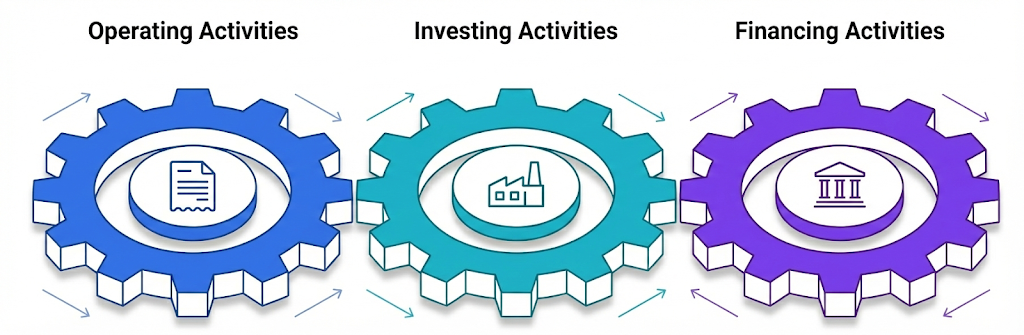 Operating Activities
Investing Activities
Financing Activities